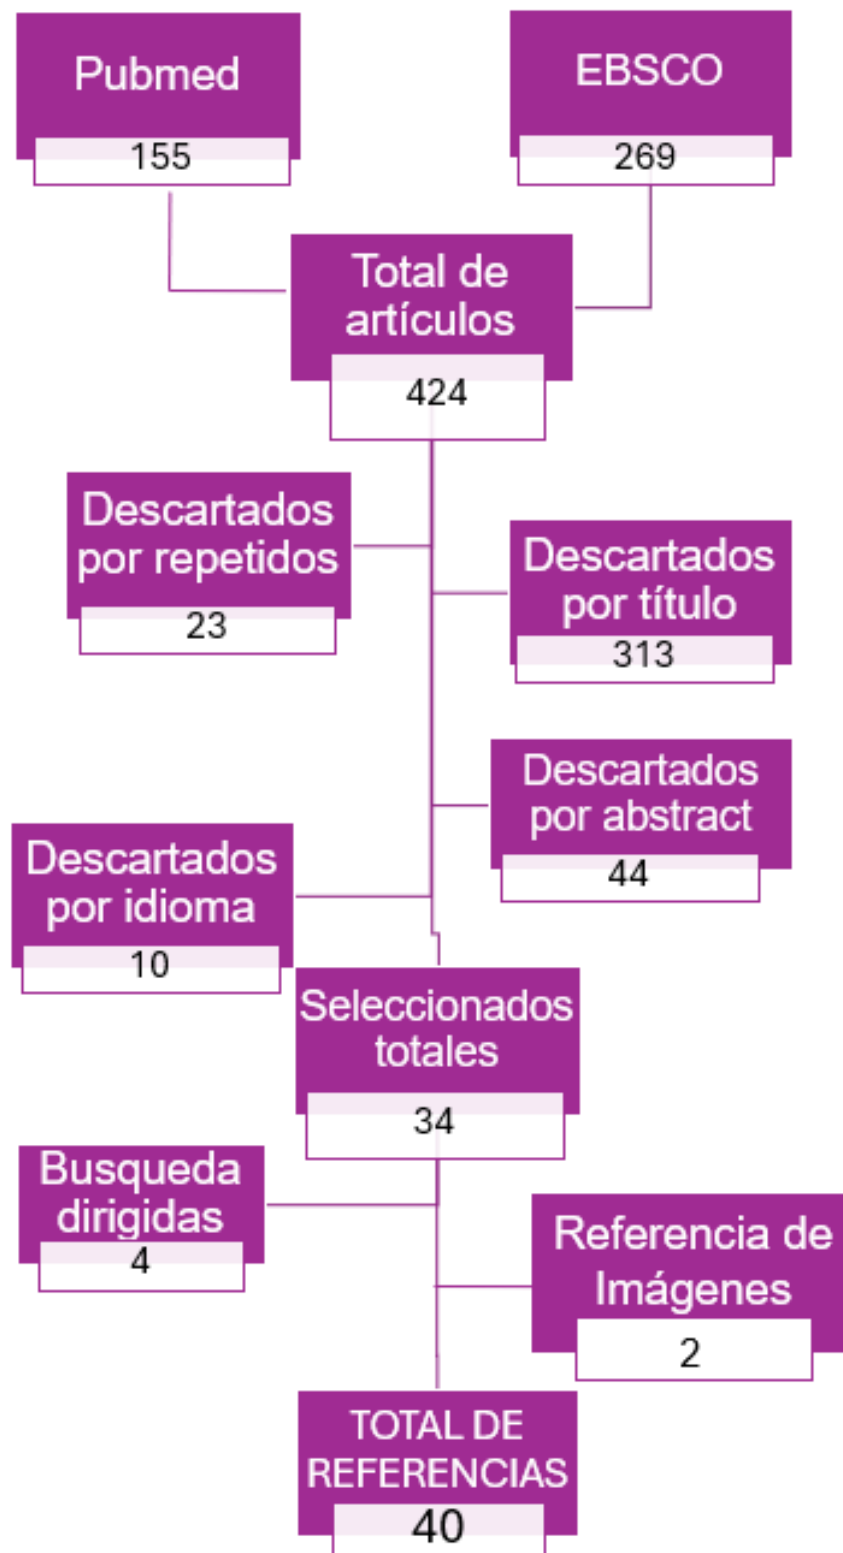 Pubmed
155
EBSCO
269
Total de
artículos
424
Descartados
por repetidos
23
Descartados
por título
313
Descartados
por abstract
44
Descartados
por idioma
10
Seleccionados
totales
34
Busqueda
dirigidas
4
Referencia de
Imágenes
2
TOTAL DE
REFERENCIAS
40